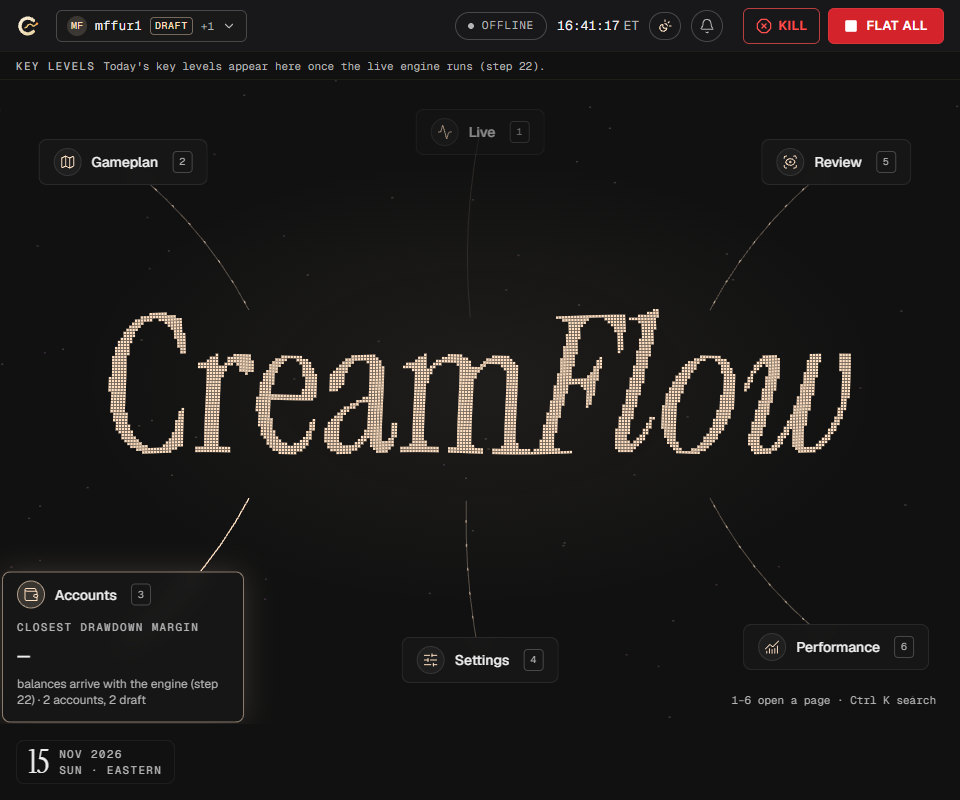 MF mffur1 DRAFT +1
OFFLINE
16:41:17 ET
KILL
FLAT ALL
KEY LEVELS Today's key levels appear here once the live engine runs (step 22).
Live 1
Gameplan 2
Review 5
CreamFlow
Accounts 3
CLOSEST DRAWDOWN MARGIN
—
balances arrive with the engine (step
22) · 2 accounts, 2 draft
Settings 4
Performance 6
1–6 open a page · Ctrl K search
15
NOV 2026
SUN · EASTERN